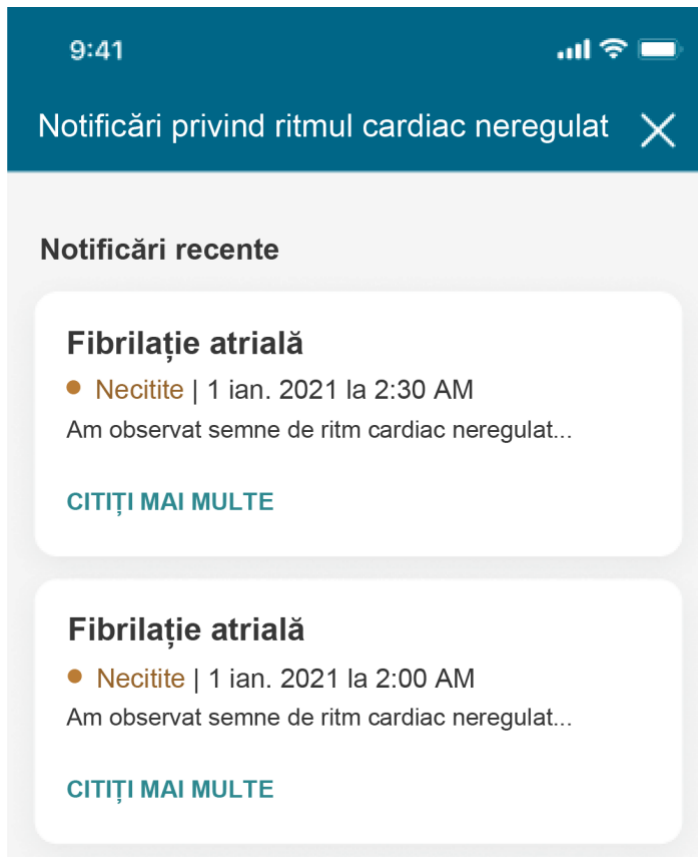 9:41
Notificări privind ritmul cardiac neregulat
Notificări recente
Fibrilație atrială
Necitite | 1 ian. 2021 la 2:30 AM
Am observat semne de ritm cardiac neregulat...
CITIȚI MAI MULTE
Fibrilație atrială
Necitite | 1 ian. 2021 la 2:00 AM
Am observat semne de ritm cardiac neregulat...
CITIȚI MAI MULTE